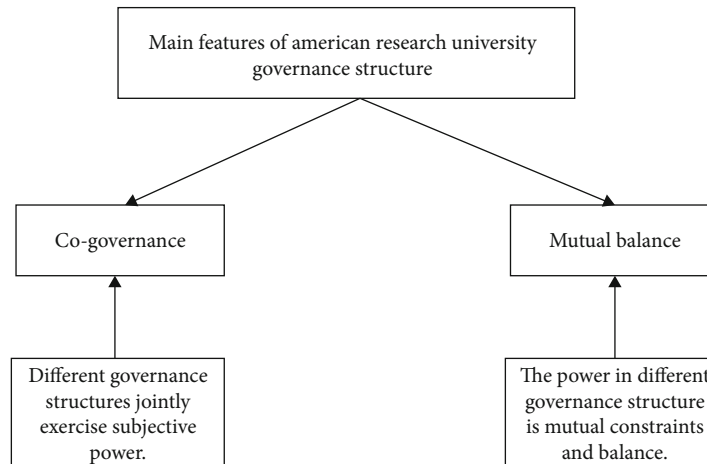 Main features of american research university
governance structure
Co-governance
Mutual balance
Different governance
structures jointly
exercise subjective
power.
The power in different
governance structure
is mutual constraints
and balance.